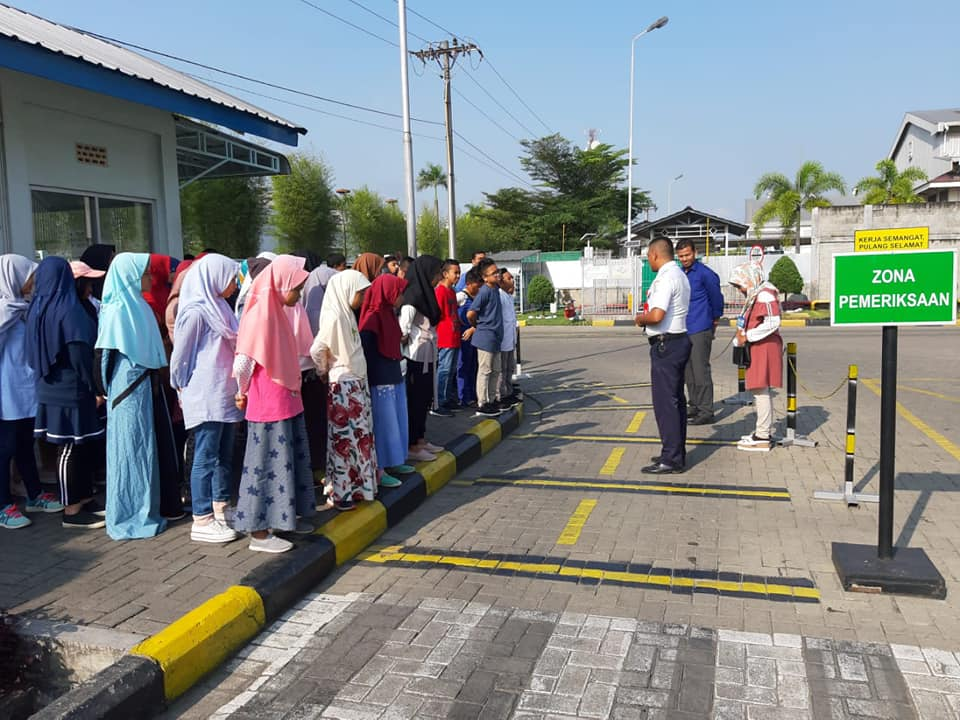 KERJA SEMANGAT,
PULANG SELAMAT
ZONA
PEMERIKSAAN